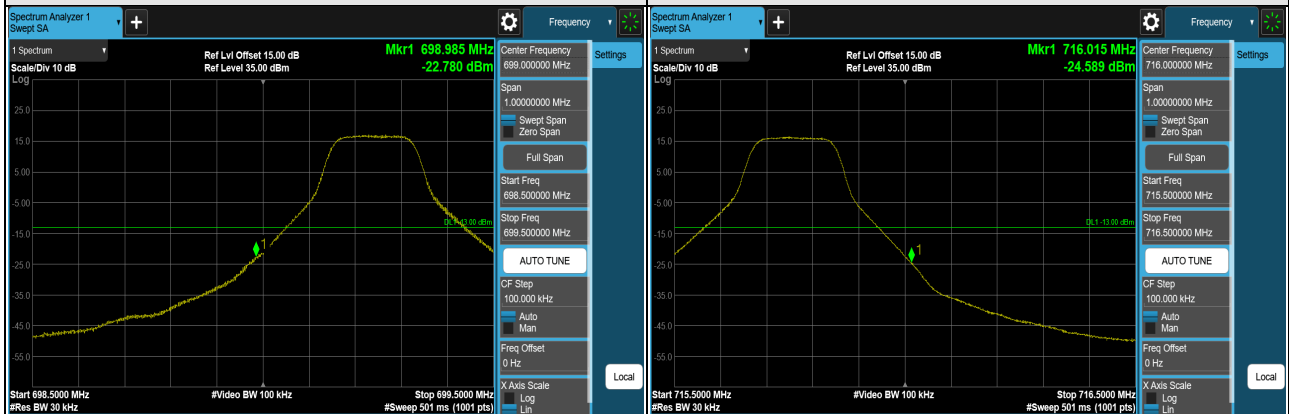 Spectrum Analyzer 1
Swept SA
+
Frequency
1 Spectrum
Scale/Div 10 dB
Log
Ref Lvl Offset 15.00 dB
Ref Level 35.00 dBm
Mkr1 698.985 MHz
-22.780 dBm
25.0
15.0
5.00
-5.00
-15.0
-25.0
-35.0
-45.0
-55.0
DL1 -13.00 dBm
1
Start 698.5000 MHz
#Res BW 30 kHz
#Video BW 100 kHz
Stop 699.5000 MHz
#Sweep 501 ms (1001 pts)
Center Frequency
699.000000 MHz
Span
1.00000000 MHz
Swept Span
Zero Span
Full Span
Start Freq
698.500000 MHz
Stop Freq
699.500000 MHz
AUTO TUNE
CF Step
100.000 kHz
Auto
Man
Freq Offset
0 Hz
X Axis Scale
Log
Lin
Settings
Local
Spectrum Analyzer 1
Swept SA
+
Frequency
1 Spectrum
Scale/Div 10 dB
Log
Ref Lvl Offset 15.00 dB
Ref Level 35.00 dBm
Mkr1 716.015 MHz
-24.589 dBm
25.0
15.0
5.00
-5.00
-15.0
-25.0
-35.0
-45.0
-55.0
DL1 -13.00 dBm
1
Start 715.5000 MHz
#Res BW 30 kHz
#Video BW 100 kHz
Stop 716.5000 MHz
#Sweep 501 ms (1001 pts)
Center Frequency
716.000000 MHz
Span
1.00000000 MHz
Swept Span
Zero Span
Full Span
Start Freq
715.500000 MHz
Stop Freq
716.500000 MHz
AUTO TUNE
CF Step
100.000 kHz
Auto
Man
Freq Offset
0 Hz
X Axis Scale
Log
Lin
Settings
Local